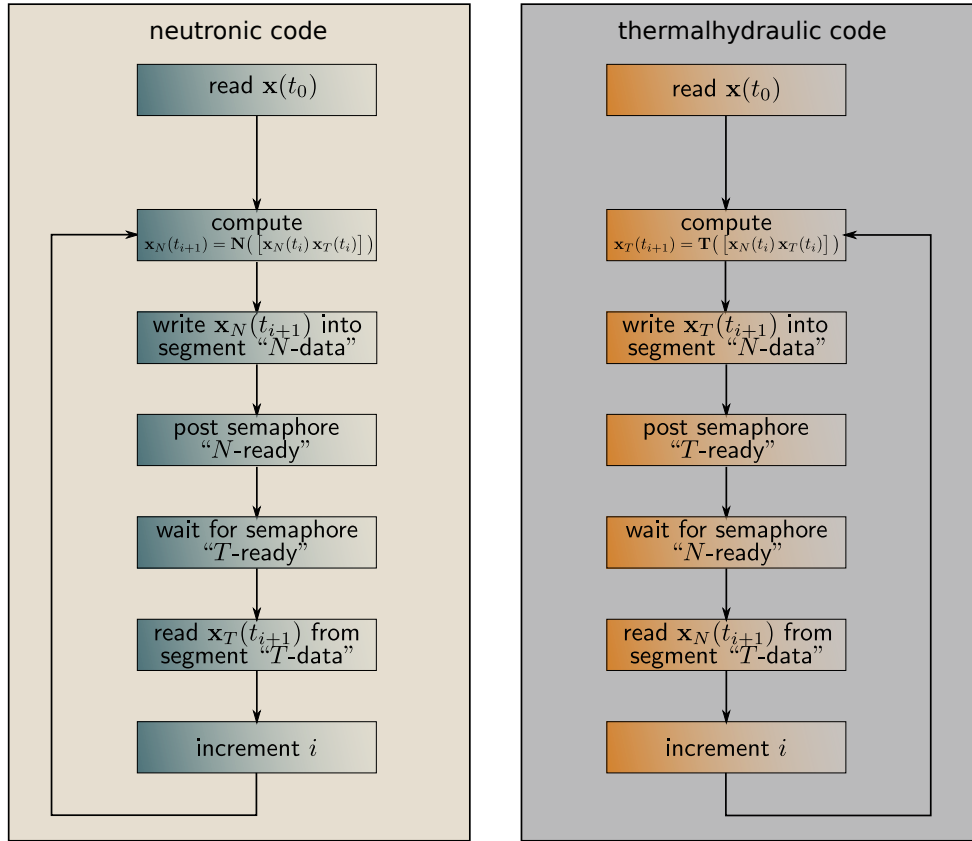 neutronic code
read x(t₀)
compute
x_N(t_{i+1}) = N( [x_N(t_i) x_T(t_i)] )
write x_N(t_{i+1}) into
segment “N-data”
post semaphore
“N-ready”
wait for semaphore
“T-ready”
read x_T(t_{i+1}) from
segment “T-data”
increment i
thermalhydraulic code
read x(t₀)
compute
x_T(t_{i+1}) = T( [x_N(t_i) x_T(t_i)] )
write x_T(t_{i+1}) into
segment “N-data”
post semaphore
“T-ready”
wait for semaphore
“N-ready”
read x_N(t_{i+1}) from
segment “T-data”
increment i